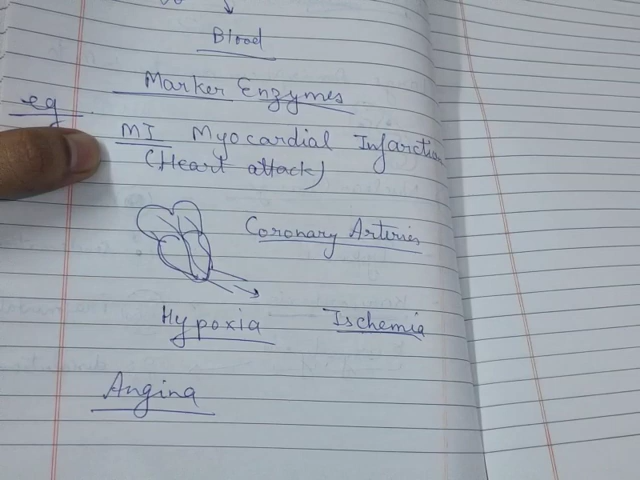 Blood
Marker Enzymes
eg
MI Myocardial Infarction
(Heart attack)
Coronary Arteries
Hypoxia Ischemia
Angina